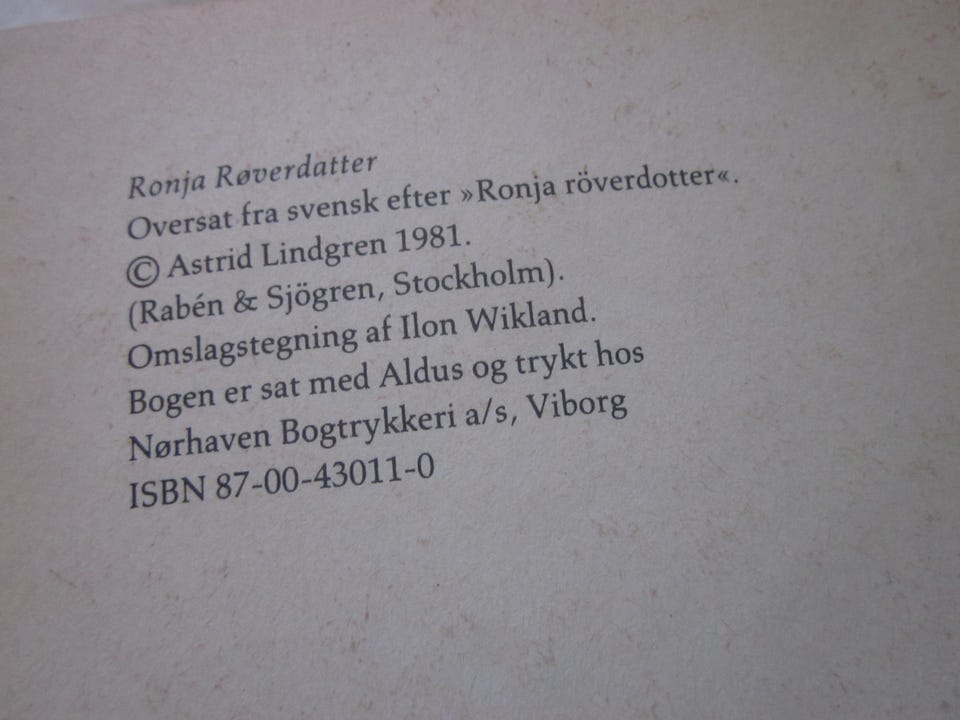 Ronja Røverdatter
Oversat fra svensk efter »Ronja röverdotter«.
© Astrid Lindgren 1981.
(Rabén & Sjögren, Stockholm).
Omslagstegning af Ilon Wikland.
Bogen er sat med Aldus og trykt hos
Nørhaven Bogtrykkeri a/s, Viborg
ISBN 87-00-43011-0